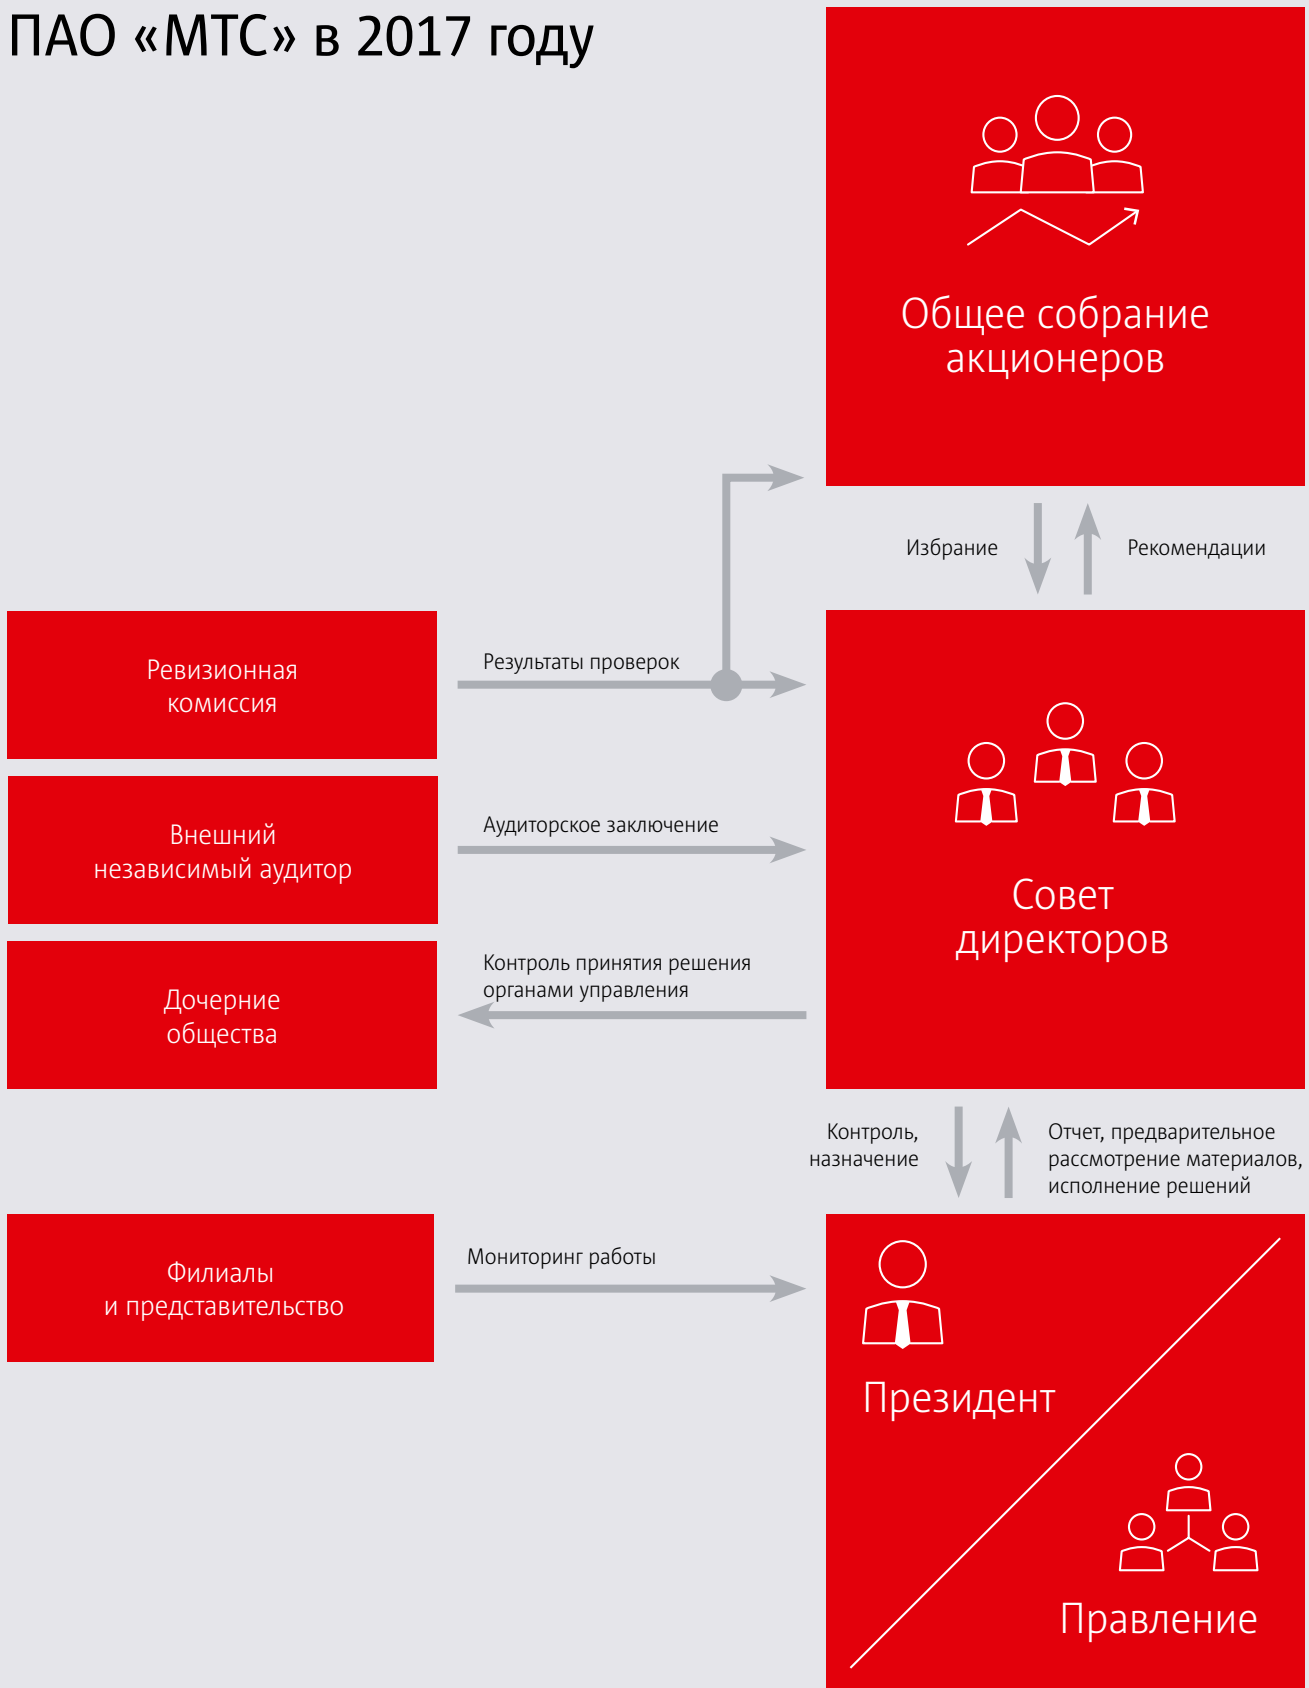 ПАО «МТС» в 2017 году
Общее собрание
акционеров
Избрание
Рекомендации
Ревизионная
комиссия
Результаты проверок
Внешний
независимый аудитор
Аудиторское заключение
Совет
директоров
Дочерние
общества
Контроль принятия решения
органами управления
Контроль,
назначение
Отчет, предварительное
рассмотрение материалов,
исполнение решений
Филиалы
и представительство
Мониторинг работы
Президент
Правление